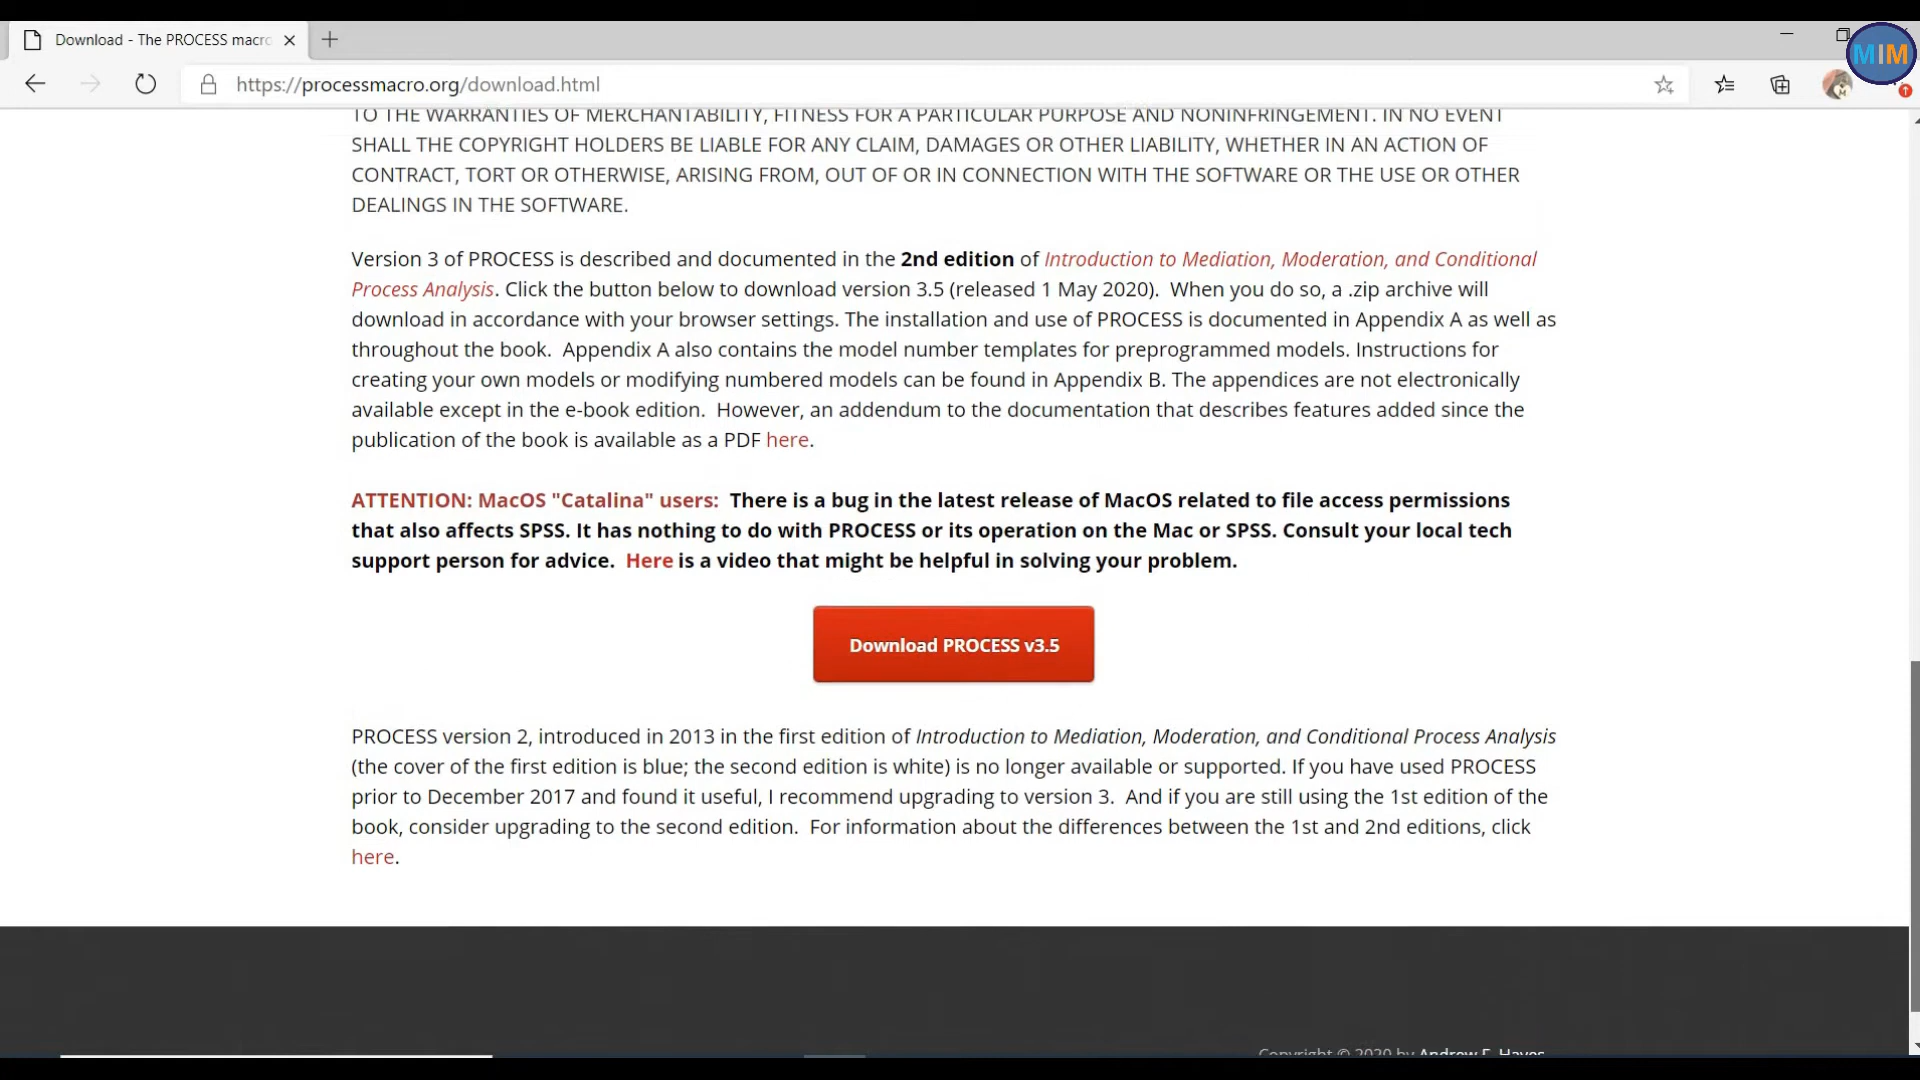 Download - The PROCESS macro
MIM
https://processmacro.org/download.html
TO THE WARRANTIES OF MERCHANTABILITY, FITNESS FOR A PARTICULAR PURPOSE AND NONINFRINGEMENT. IN NO EVENT
SHALL THE COPYRIGHT HOLDERS BE LIABLE FOR ANY CLAIM, DAMAGES OR OTHER LIABILITY, WHETHER IN AN ACTION OF
CONTRACT, TORT OR OTHERWISE, ARISING FROM, OUT OF OR IN CONNECTION WITH THE SOFTWARE OR THE USE OR OTHER
DEALINGS IN THE SOFTWARE.
Version 3 of PROCESS is described and documented in the 2nd edition of Introduction to Mediation, Moderation, and Conditional
Process Analysis. Click the button below to download version 3.5 (released 1 May 2020).  When you do so, a .zip archive will
download in accordance with your browser settings. The installation and use of PROCESS is documented in Appendix A as well as
throughout the book.  Appendix A also contains the model number templates for preprogrammed models. Instructions for
creating your own models or modifying numbered models can be found in Appendix B. The appendices are not electronically
available except in the e-book edition.  However, an addendum to the documentation that describes features added since the
publication of the book is available as a PDF here.
ATTENTION: MacOS "Catalina" users:  There is a bug in the latest release of MacOS related to file access permissions
that also affects SPSS. It has nothing to do with PROCESS or its operation on the Mac or SPSS. Consult your local tech
support person for advice.  Here is a video that might be helpful in solving your problem.
Download PROCESS v3.5
PROCESS version 2, introduced in 2013 in the first edition of Introduction to Mediation, Moderation, and Conditional Process Analysis
(the cover of the first edition is blue; the second edition is white) is no longer available or supported. If you have used PROCESS
prior to December 2017 and found it useful, I recommend upgrading to version 3.  And if you are still using the 1st edition of the
book, consider upgrading to the second edition.  For information about the differences between the 1st and 2nd editions, click
here.
Copyright © 2020 by Andrew F. Hayes